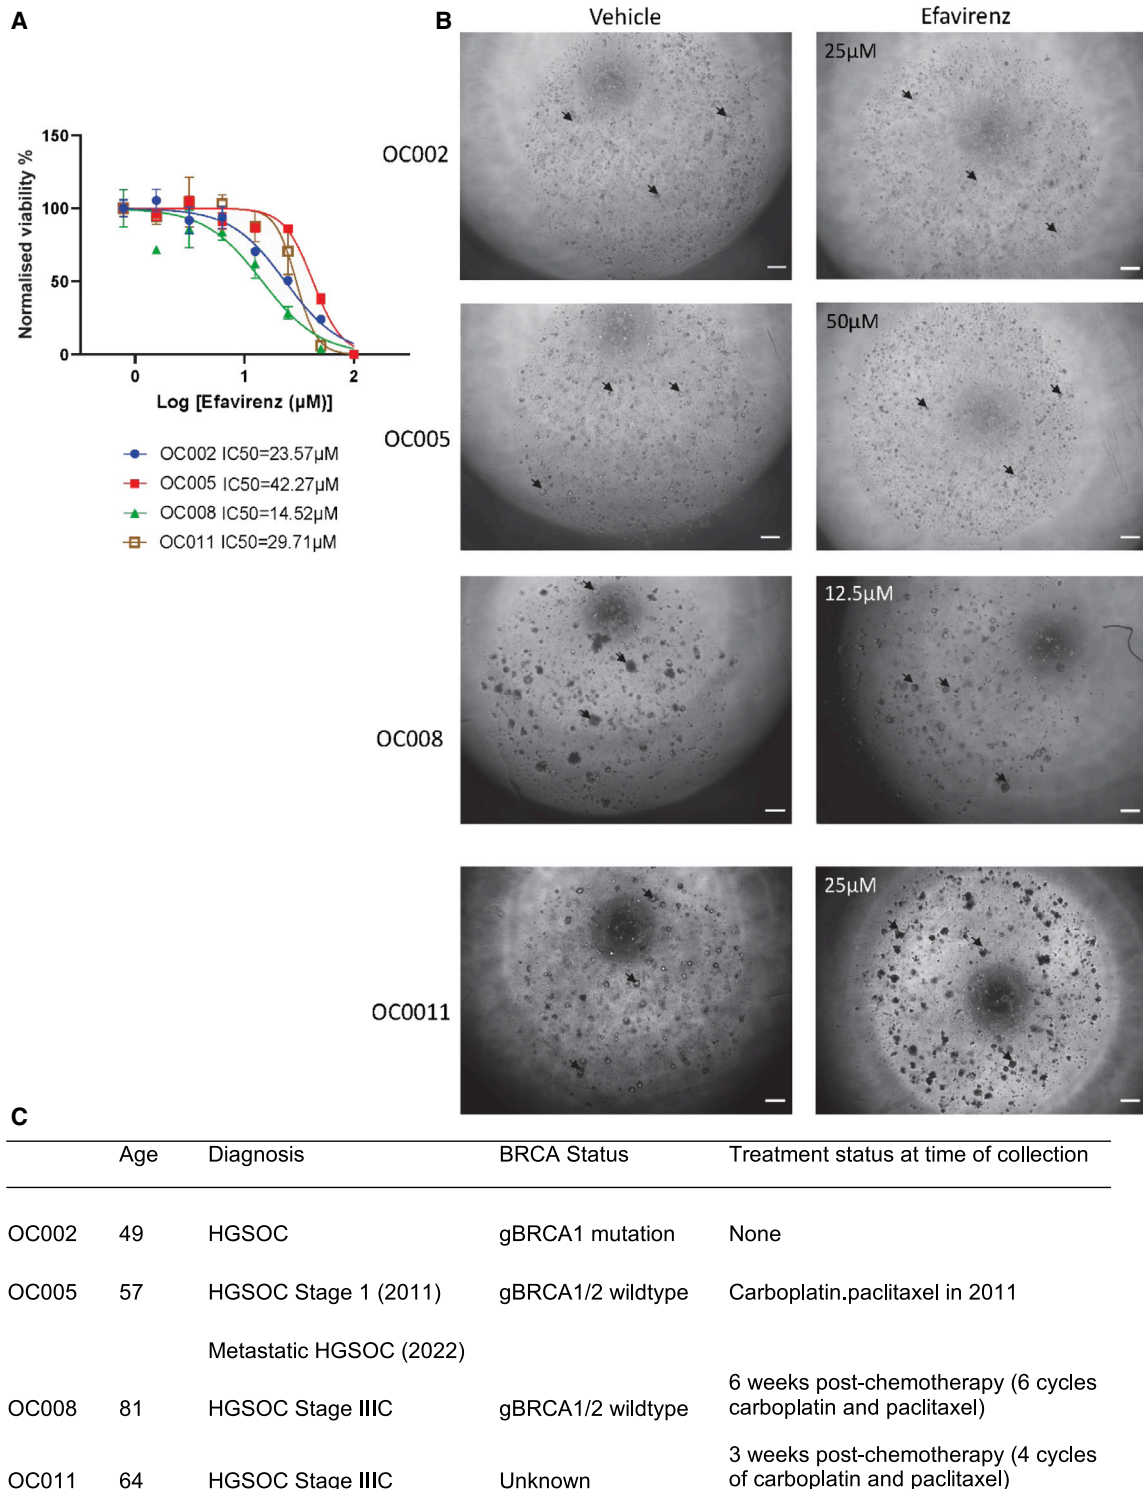 A
B
Vehicle
Efavirenz
150
100
50
0
Normalised viability %
0
1
2
Log [Efavirenz (µM)]
OC002 IC50=23.57µM
OC005 IC50=42.27µM
OC008 IC50=14.52µM
OC011 IC50=29.71µM
OC002
25µM
OC005
50µM
OC008
12.5µM
OC0011
25µM
C
Age Diagnosis BRCA Status Treatment status at time of collection
OC002 49 HGSOC gBRCA1 mutation None
OC005 57 HGSOC Stage 1 (2011) gBRCA1/2 wildtype Carboplatin.paclitaxel in 2011
Metastatic HGSOC (2022)
6 weeks post-chemotherapy (6 cycles
OC008 81 HGSOC Stage IIIC gBRCA1/2 wildtype carboplatin and paclitaxel)
3 weeks post-chemotherapy (4 cycles
OC011 64 HGSOC Stage IIIC Unknown of carboplatin and paclitaxel)